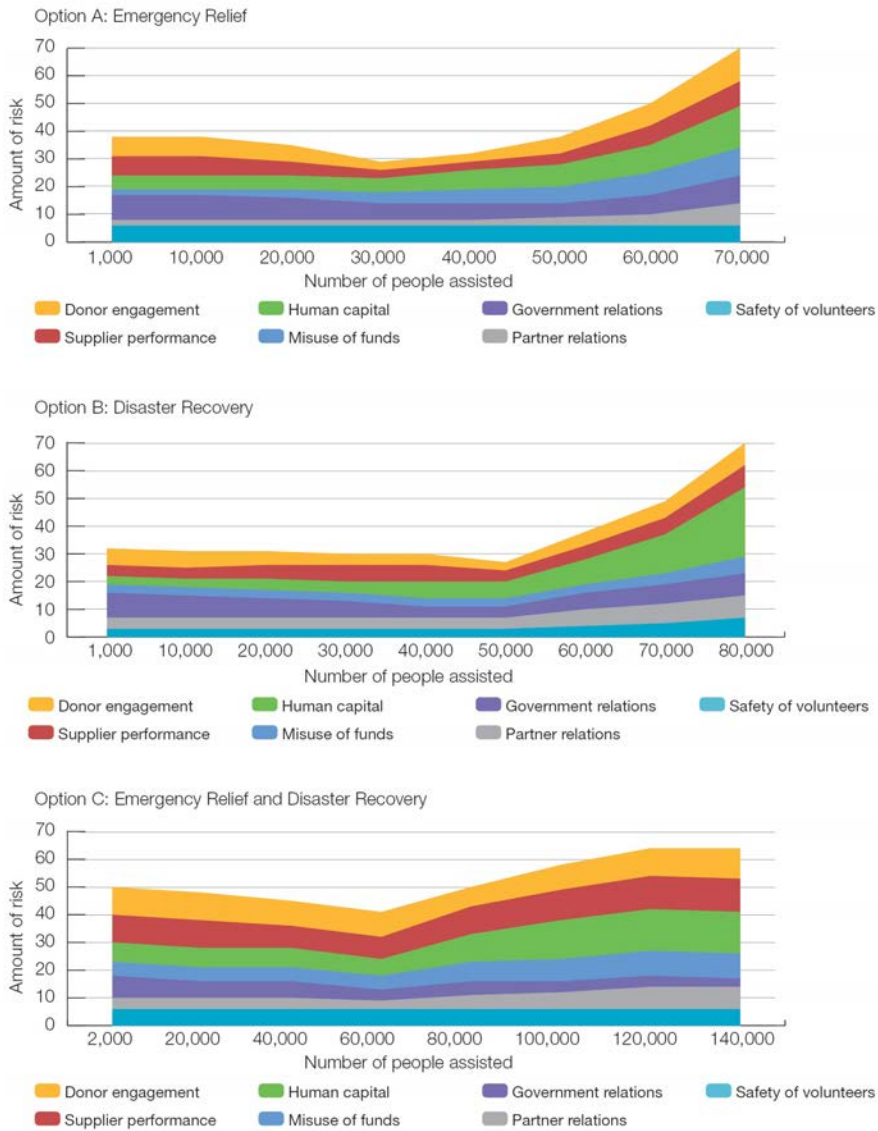 Option A: Emergency Relief
70
60
50
40
30
20
10
0
Amount of risk
1,000 10,000 20,000 30,000 40,000 50,000 60,000 70,000
Number of people assisted
Donor engagement Human capital Government relations Safety of volunteers
Supplier performance Misuse of funds Partner relations
Option B: Disaster Recovery
70
60
50
40
30
20
10
0
Amount of risk
1,000 10,000 20,000 30,000 40,000 50,000 60,000 70,000 80,000
Number of people assisted
Donor engagement Human capital Government relations Safety of volunteers
Supplier performance Misuse of funds Partner relations
Option C: Emergency Relief and Disaster Recovery
70
60
50
40
30
20
10
0
Amount of risk
2,000 20,000 40,000 60,000 80,000 100,000 120,000 140,000
Number of people assisted
Donor engagement Human capital Government relations Safety of volunteers
Supplier performance Misuse of funds Partner relations